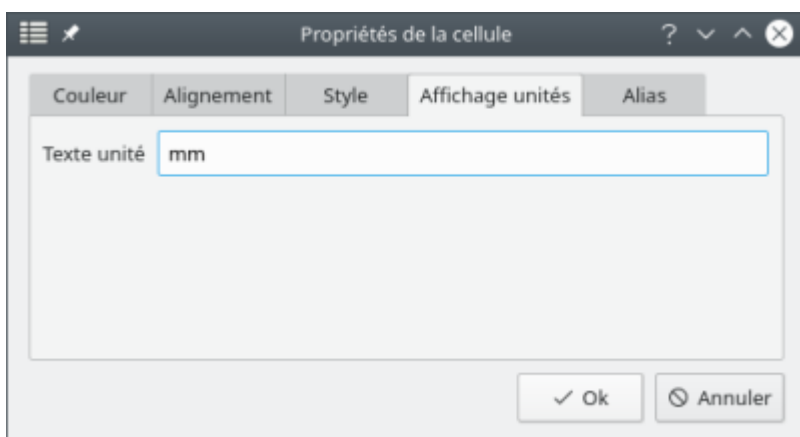 Propriétés de la cellule
Couleur Alignement Style Affichage unités Alias
Texte unité mm
Ok Annuler